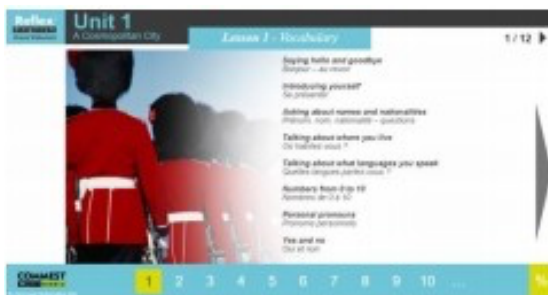 Reflex
Unit 1
A Cosmopolitan City
Lesson 1 - Vocabulary
1 / 12
Saying hello and goodbye
Bonjour – au revoir
Introducing yourself
Se présenter
Asking about names and nationalities
Prénom, nom, nationalité – questions
Talking about where you live
Où habitez vous ?
Talking about what languages you speak
Quelles langues parlez vous ?
Numbers from 0 to 10
Nombres de 0 à 10
Personal pronouns
Pronoms personnels
Yes and no
Oui et non
COMMEST
1 2 3 4 5 6 7 8 9 10 ...
%